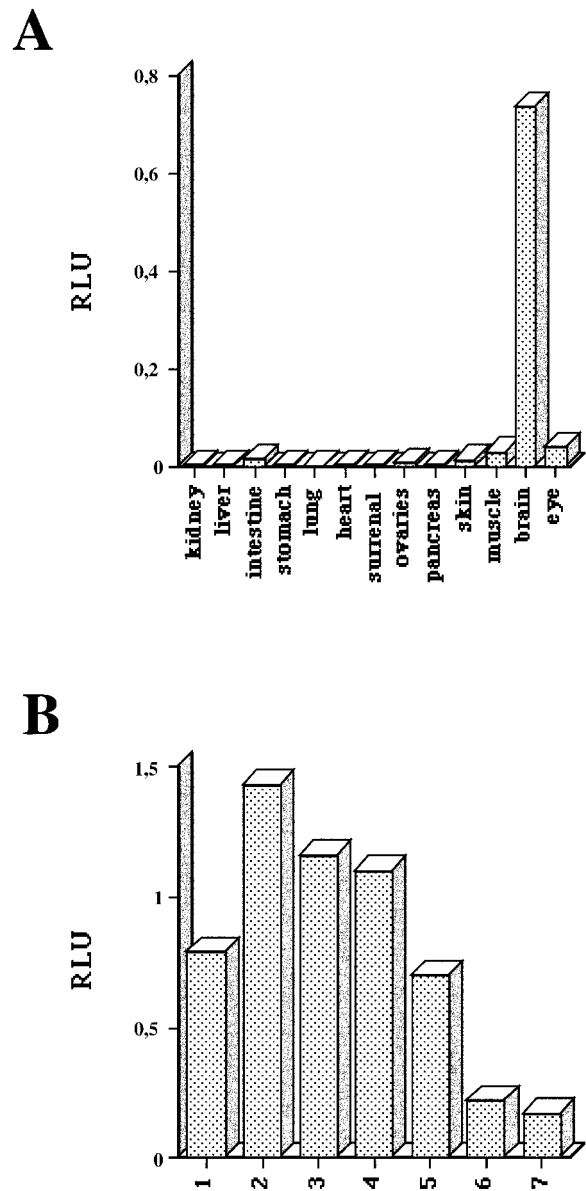 A
0,8
0,6
0,4
0,2
0
RLU
kidney
liver
intestine
stomach
lung
heart
surrenal
ovaries
pancreas
skin
muscle
brain
eye
B
1,5
1
0,5
0
RLU
1
2
3
4
5
6
7